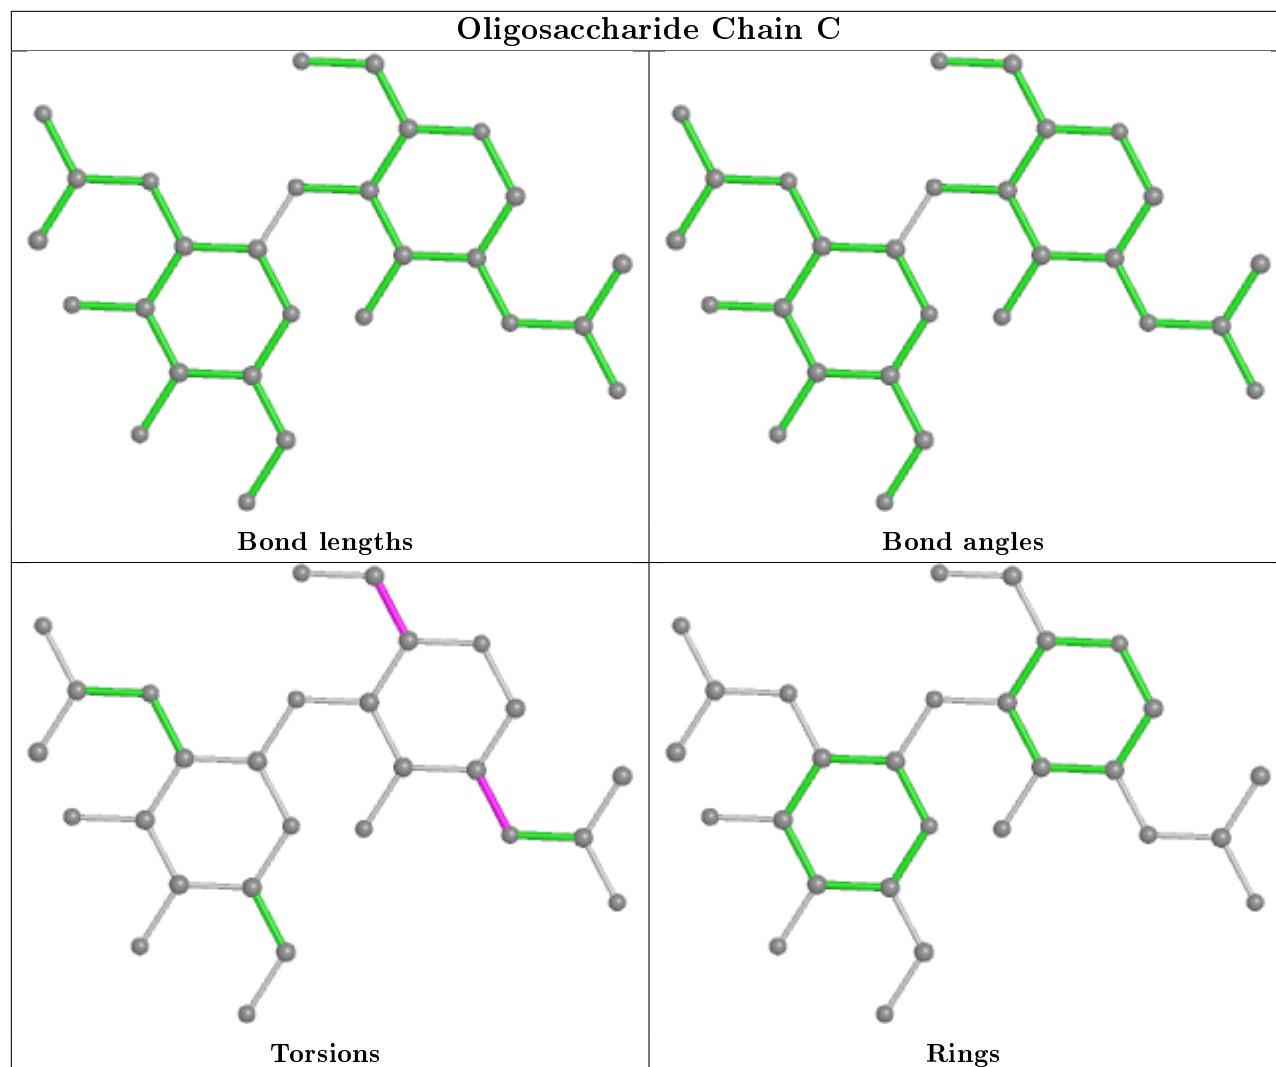 Oligosaccharide Chain C
Bond lengths
Bond angles
Torsions
Rings